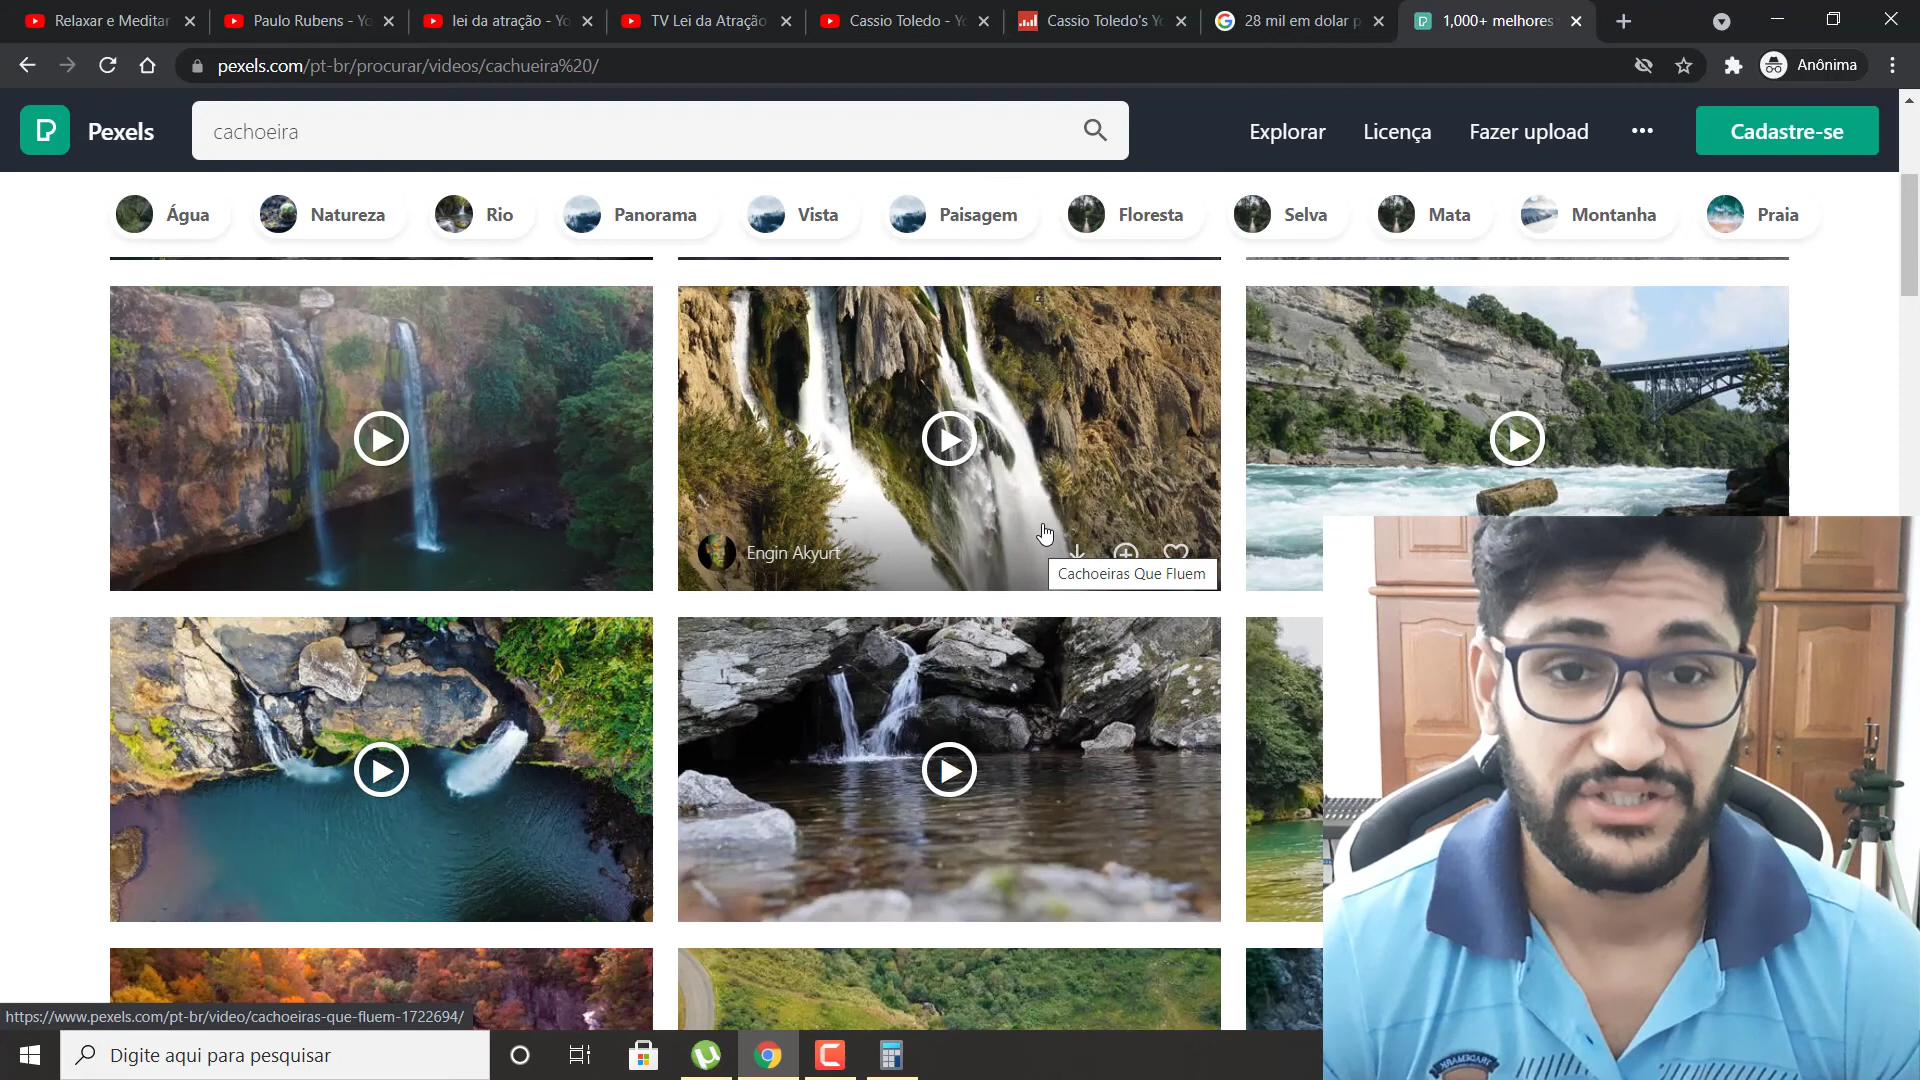 Relaxar e Meditar
Paulo Rubens - Yo
lei da atração - Yo
TV Lei da Atração
Cassio Toledo - Yo
Cassio Toledo's Yo
28 mil em dolar p
1,000+ melhores
pexels.com/pt-br/procurar/videos/cachueira%20/
Anônima
Pexels
cachoeira
Explorar
Licença
Fazer upload
Cadastre-se
Água
Natureza
Rio
Panorama
Vista
Paisagem
Floresta
Selva
Mata
Montanha
Praia
Engin Akyurt
Cachoeiras Que Fluem
https://www.pexels.com/pt-br/video/cachoeiras-que-fluem-1722694/
Digite aqui para pesquisar